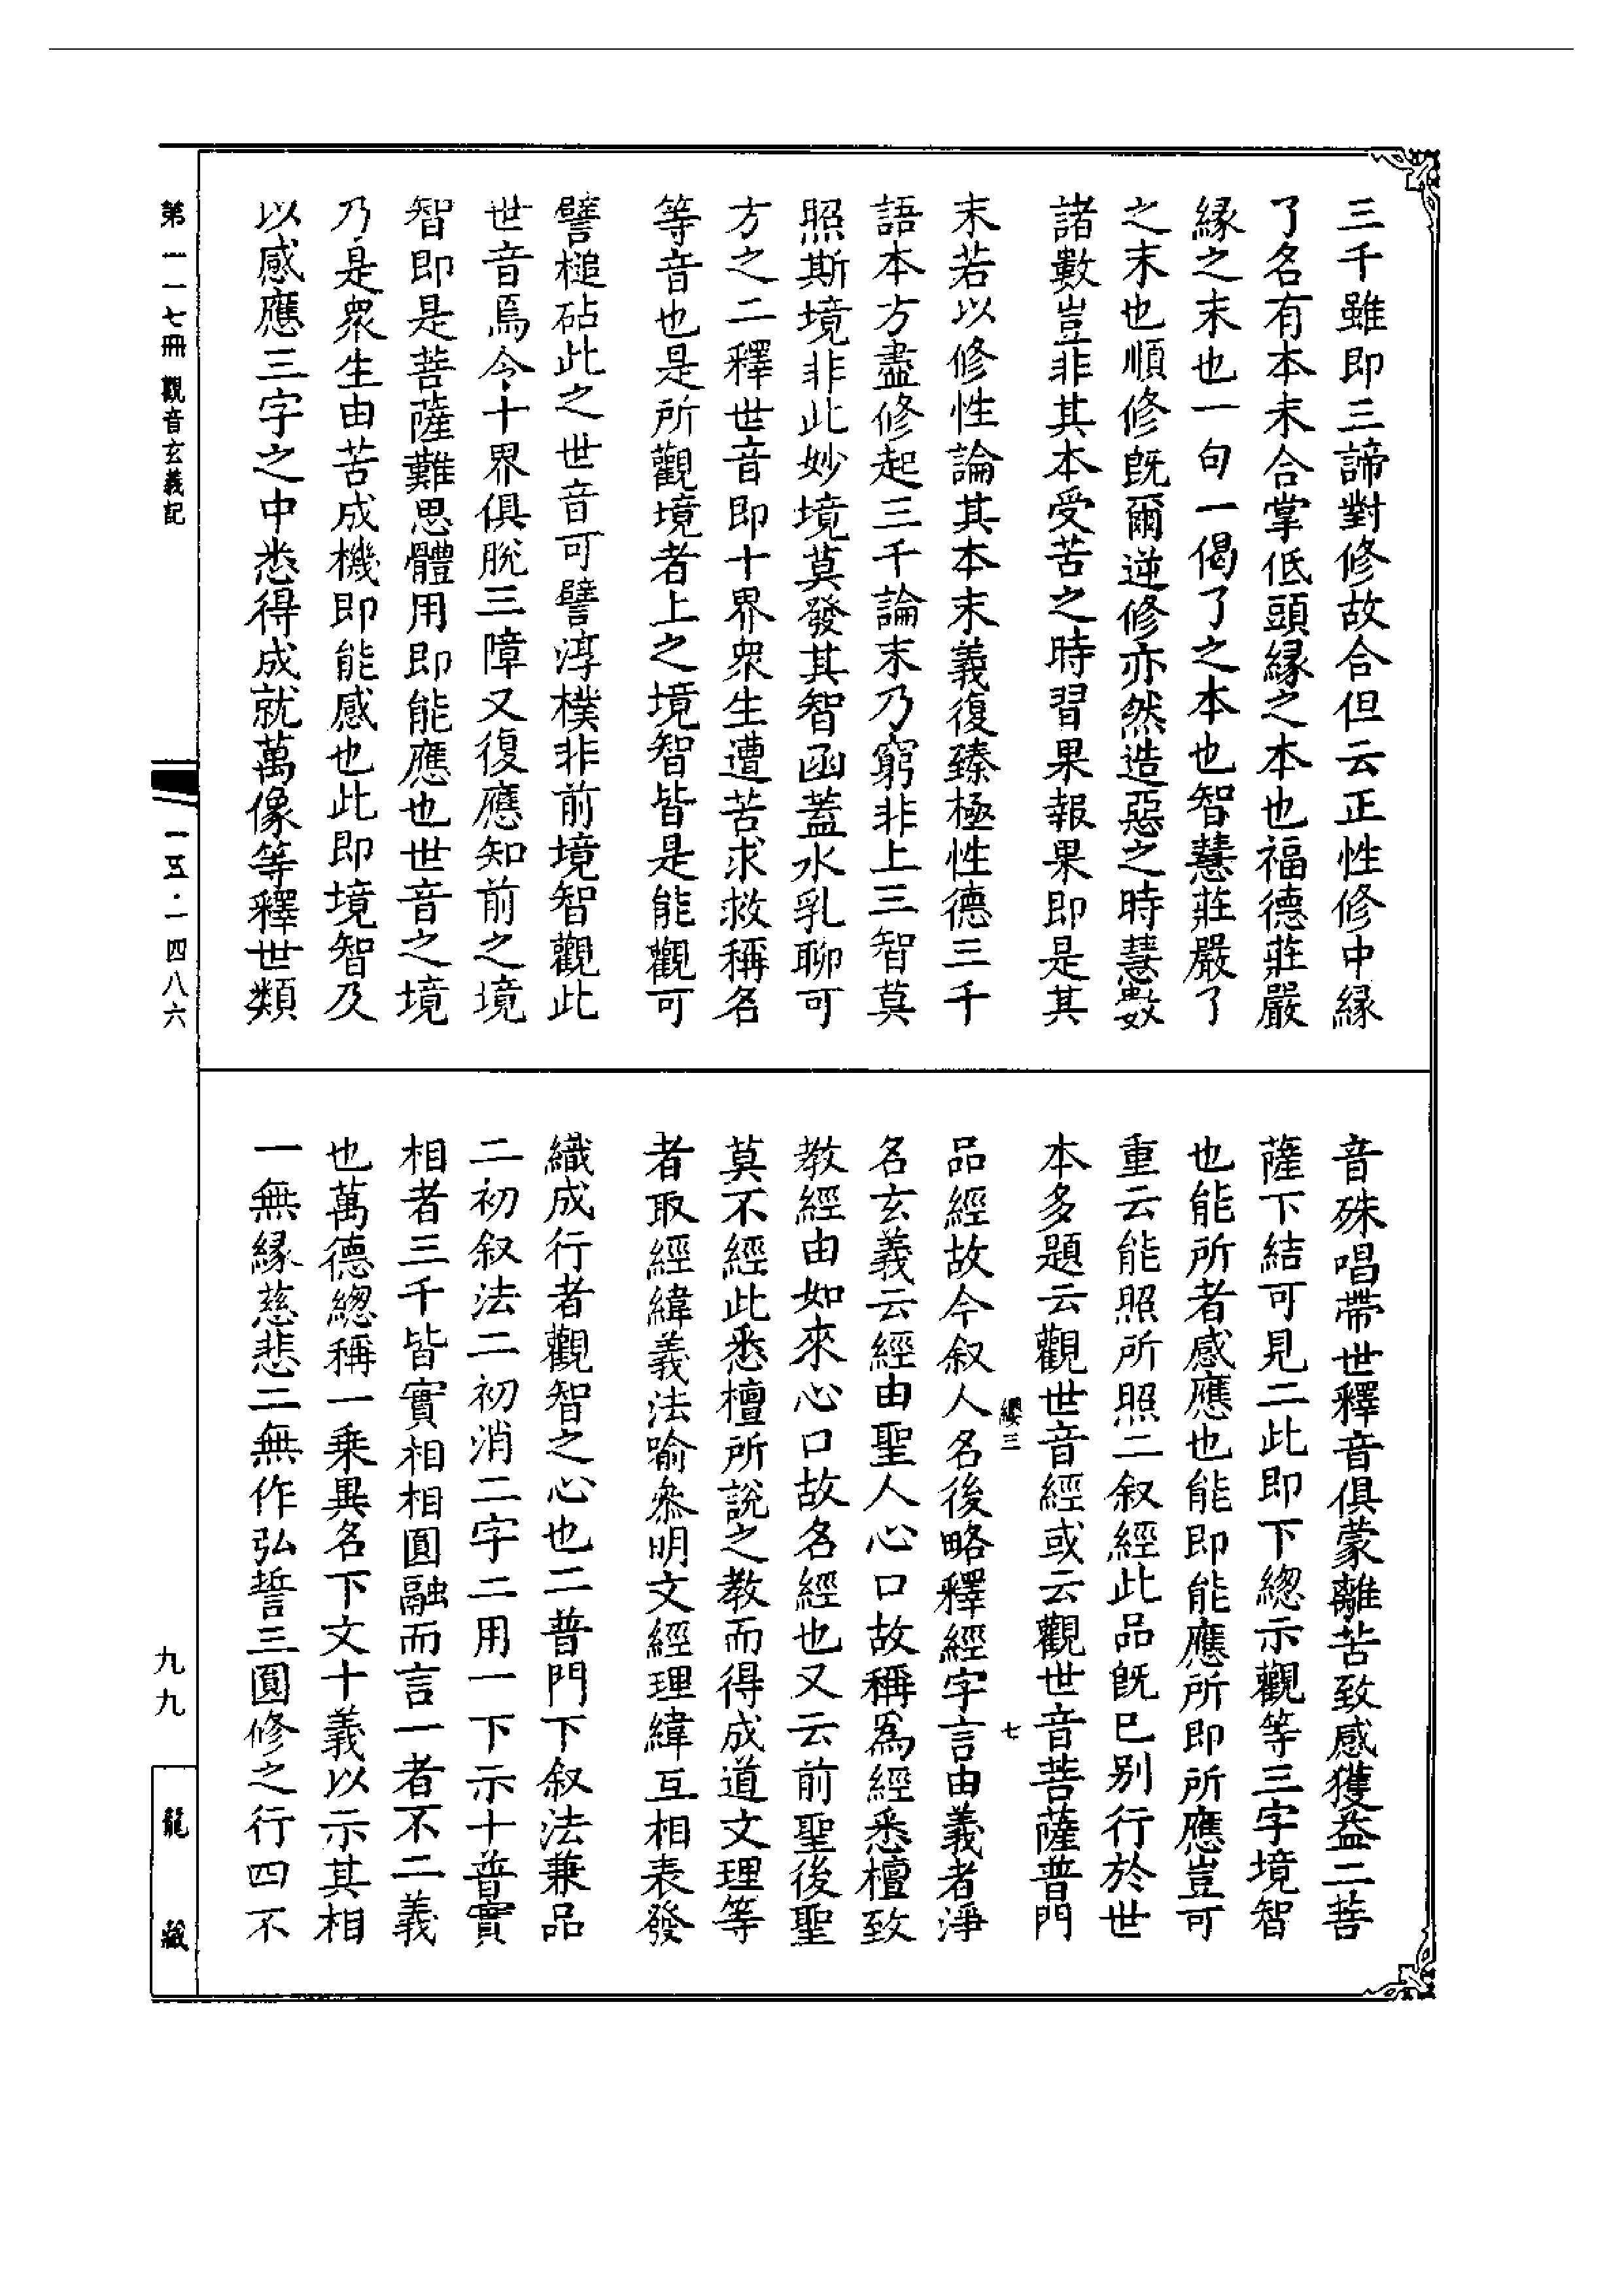 三千雖即三諦對修故合但云正性修中縁
了名有本末合掌低頭縁之本也福德莊嚴
縁之末也一句一偈了之本也智慧莊嚴了
之末也順修既爾逆修亦然造惡之時慧數
諸數豈非其本受苦之時習果報果即是其
末若以修性論其本末義復臻極性德三千
語本方盡修起三千論末乃窮非上三智莫
照斯境非此妙境莫發其智函蓋水乳聊可
方之二釋世音即十界衆生遭苦求救稱名
等音也是所觀境者上之境智皆是能觀可
譬槌砧此之世音可譬淳樸非前境智觀此
世音焉今十界俱脫三障又復應知前之境
智即是菩薩難思體用即能應也世音之境
乃是衆生由苦成機即能感也此即境智及
以感應三字之中悉得成就萬像等釋世類
音殊唱帶世釋音俱蒙離苦致感獲益二菩
薩下結可見二此即下總示觀等三字境智
也能所者感應也能即能應所即所應豈可
重云能照所照二叙經此品既已别行於世
本多題云觀世音經或云觀世音菩薩普門
品經故今叙人名後略釋經字言由義者淨
名玄義云經由聖人心口故稱爲經悉檀致
教經由如來心口故名經也又云前聖後聖
莫不經此悉檀所說之教而得成道文理等
者取經緯義法喻叅明文經理緯互相表發
織成行者觀智之心也二普門下叙法兼品
二初叙法二初消二字二用一下示十普實
相者三千皆實相相圓融而言一者不二義
也萬德總稱一乗異名下文十義以示其相
一無縁慈悲二無作弘誓三圓修之行四不
纓三
七
第一一七冊 觀音玄義記
一五·一四八六
九九
龍藏